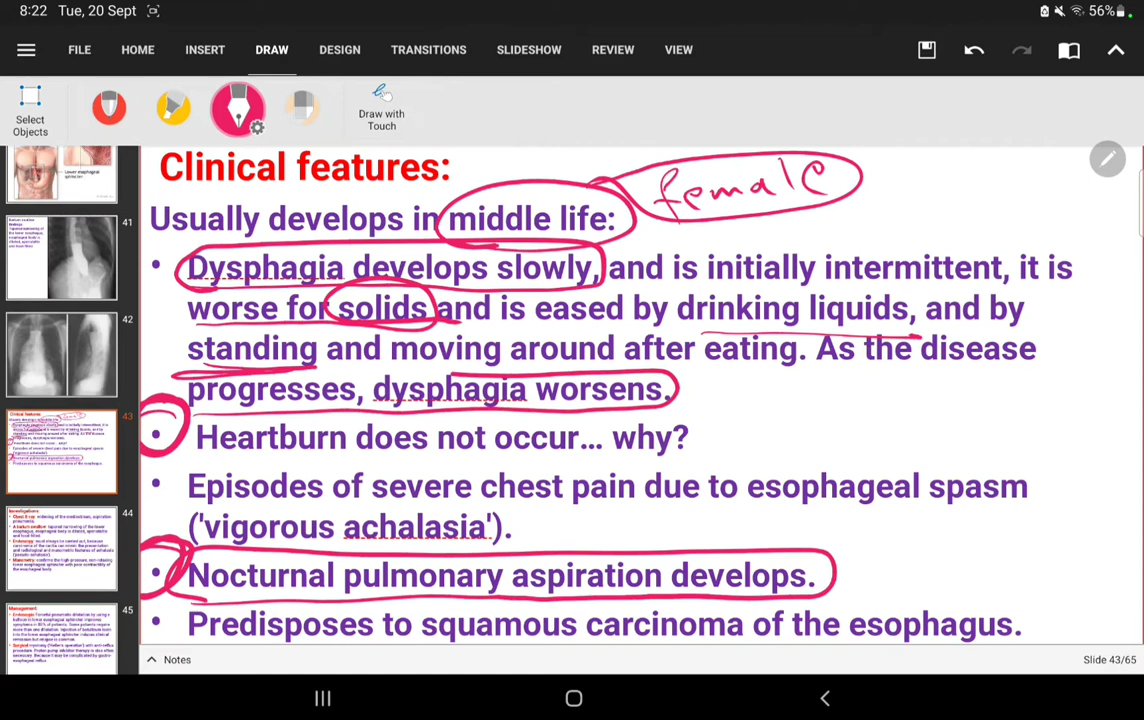 8:22 Tue, 20 Sept
56%
FILE HOME INSERT DRAW DESIGN TRANSITIONS SLIDESHOW REVIEW VIEW
Select
Objects
Draw with
Touch
41
42
43
44
45
Clinical features:
female
Usually develops in middle life:
• Dysphagia develops slowly, and is initially intermittent, it is
worse for solids and is eased by drinking liquids, and by
standing and moving around after eating. As the disease
progresses, dysphagia worsens.
• Heartburn does not occur... why?
• Episodes of severe chest pain due to esophageal spasm
('vigorous achalasia').
• Nocturnal pulmonary aspiration develops.
• Predisposes to squamous carcinoma of the esophagus.
Notes
Slide 43/65